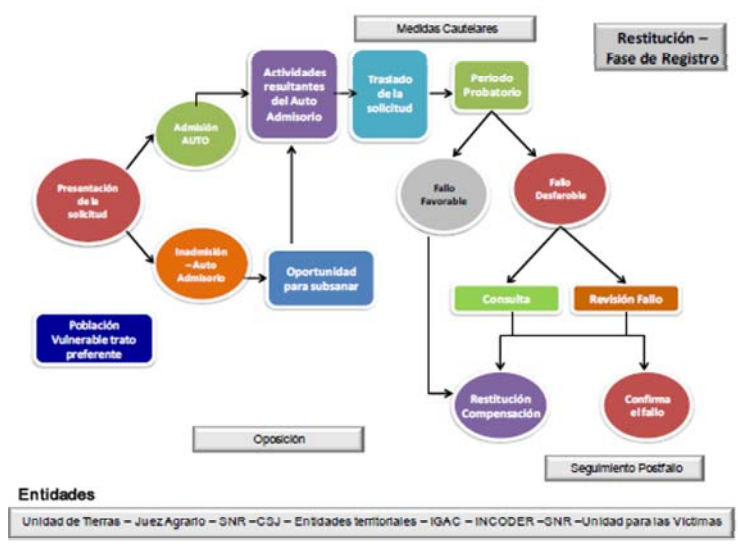 Medidas Cautelares
Restitución –
Fase de Registro
Actividades
resultantes
del Auto
Admisorio
Traslado
de la
solicitud
Periodo
Probatorio
Admisión
AUTO
Presentación
de la
solicitud
Fallo
Favorable
Fallo
Desfaroble
Inadmisión
– Auto
Admisorio
Oportunidad
para subsanar
Consulta
Revisión Fallo
Población
Vulnerable trato
preferente
Restitución
Compensación
Confirma
el fallo
Oposición
Seguimiento Postfallo
Entidades
Unidad de Tierras – Juez Agrario – SNR –CSJ – Entidades territoriales – IGAC – INCODER –SNR –Unidad para las Víctimas